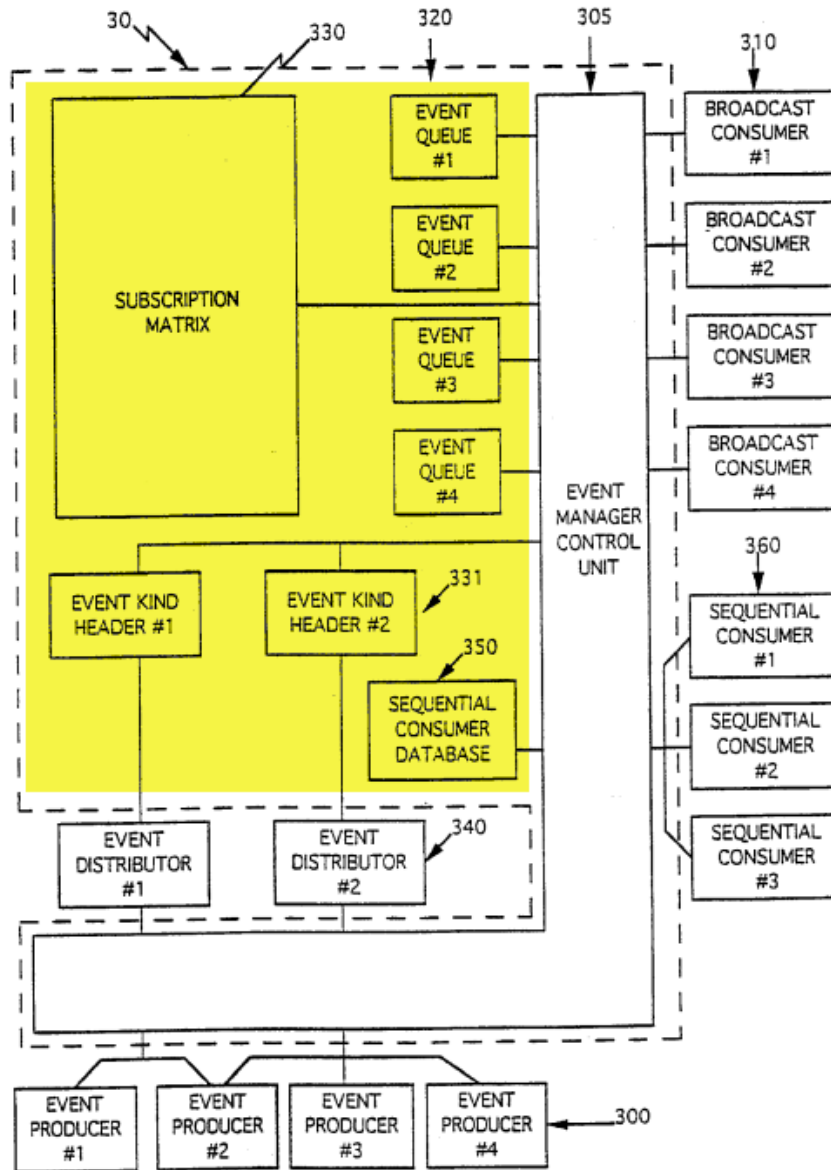 30
330
320
305
310
EVENT
QUEUE
#1
BROADCAST
CONSUMER
#1
EVENT
QUEUE
#2
BROADCAST
CONSUMER
#2
SUBSCRIPTION
MATRIX
EVENT
QUEUE
#3
BROADCAST
CONSUMER
#3
EVENT
QUEUE
#4
BROADCAST
CONSUMER
#4
EVENT
MANAGER
CONTROL
UNIT
360
EVENT KIND
HEADER #1
EVENT KIND
HEADER #2
331
SEQUENTIAL
CONSUMER
#1
350
SEQUENTIAL
CONSUMER
DATABASE
SEQUENTIAL
CONSUMER
#2
EVENT
DISTRIBUTOR
#1
EVENT
DISTRIBUTOR
#2
340
SEQUENTIAL
CONSUMER
#3
EVENT
PRODUCER
#1
EVENT
PRODUCER
#2
EVENT
PRODUCER
#3
EVENT
PRODUCER
#4
300